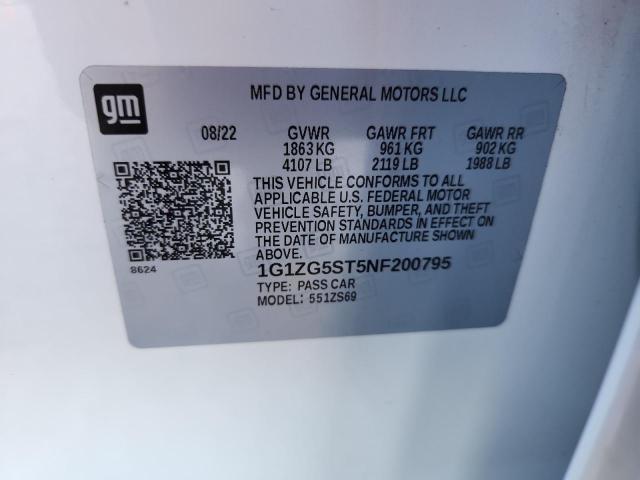 gm
MFD BY GENERAL MOTORS LLC
08/22 GVWR GAWR FRT GAWR RR
1863 KG 961 KG 902 KG
4107 LB 2119 LB 1988 LB
THIS VEHICLE CONFORMS TO ALL
APPLICABLE U.S. FEDERAL MOTOR
VEHICLE SAFETY, BUMPER, AND THEFT
PREVENTION STANDARDS IN EFFECT ON
THE DATE OF MANUFACTURE SHOWN
ABOVE.
8624
1G1ZG5ST5NF200795
TYPE: PASS CAR
MODEL: 551ZS69